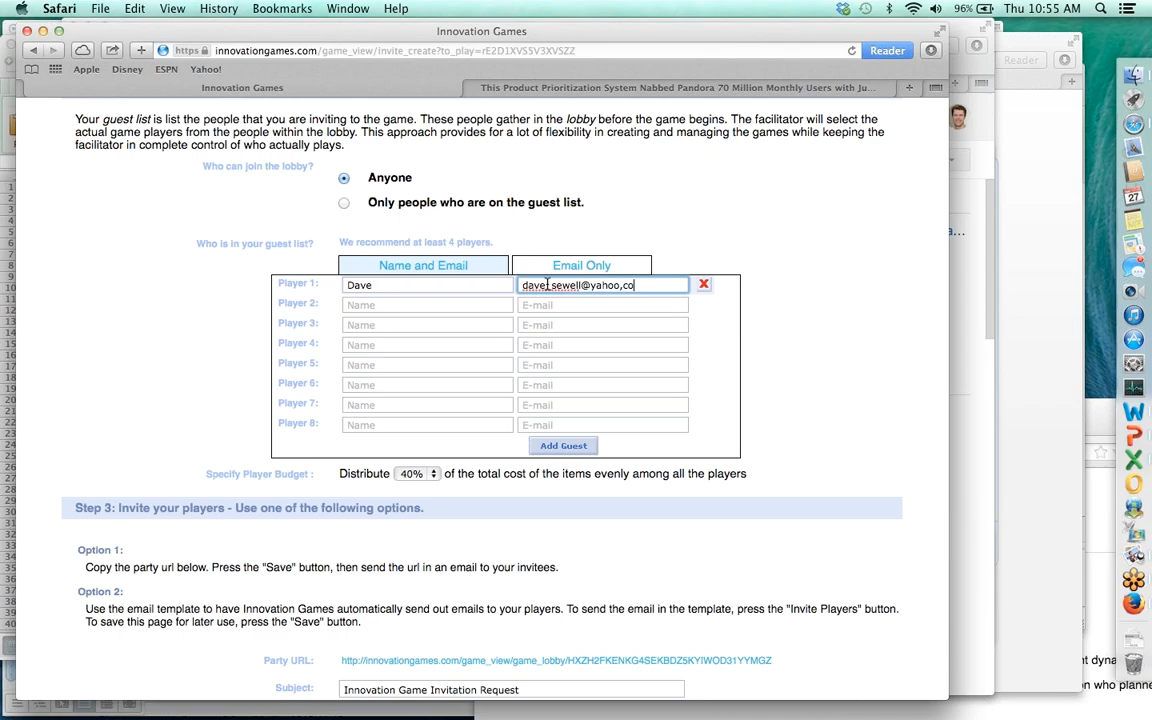 Safari File Edit View History Bookmarks Window Help 96% Thu 10:55 AM
Innovation Games
https innovationgames.com/game_view/invite_create?to_play=rE2D1XVS5V3XVSZZ Reader Reader
Apple Disney ESPN Yahoo!
Innovation Games This Product Prioritization System Nabbed Pandora 70 Million Monthly Users with Ju...
Your guest list is list the people that you are inviting to the game. These people gather in the lobby before the game begins. The facilitator will select the
actual game players from the people within the lobby. This approach provides for a lot of flexibility in creating and managing the games while keeping the
facilitator in complete control of who actually plays.
Who can join the lobby?
Anyone
Only people who are on the guest list.
Who is in your guest list? We recommend at least 4 players.
Name and Email Email Only
Player 1: Dave dave_sewell@yahoo,co
Player 2: Name E-mail
Player 3: Name E-mail
Player 4: Name E-mail
Player 5: Name E-mail
Player 6: Name E-mail
Player 7: Name E-mail
Player 8: Name E-mail
Add Guest
Specify Player Budget : Distribute 40% of the total cost of the items evenly among all the players
Step 3: Invite your players - Use one of the following options.
Option 1:
Copy the party url below. Press the "Save" button, then send the url in an email to your invitees.
Option 2:
Use the email template to have Innovation Games automatically send out emails to your players. To send the email in the template, press the "Invite Players" button.
To save this page for later use, press the "Save" button.
Party URL: http://innovationgames.com/game_view/game_lobby/HXZH2FKENKG4SEKBDZ5KYIWOD31YYMGZ
Subject: Innovation Game Invitation Request
a...
27
nt dyna
on who planne